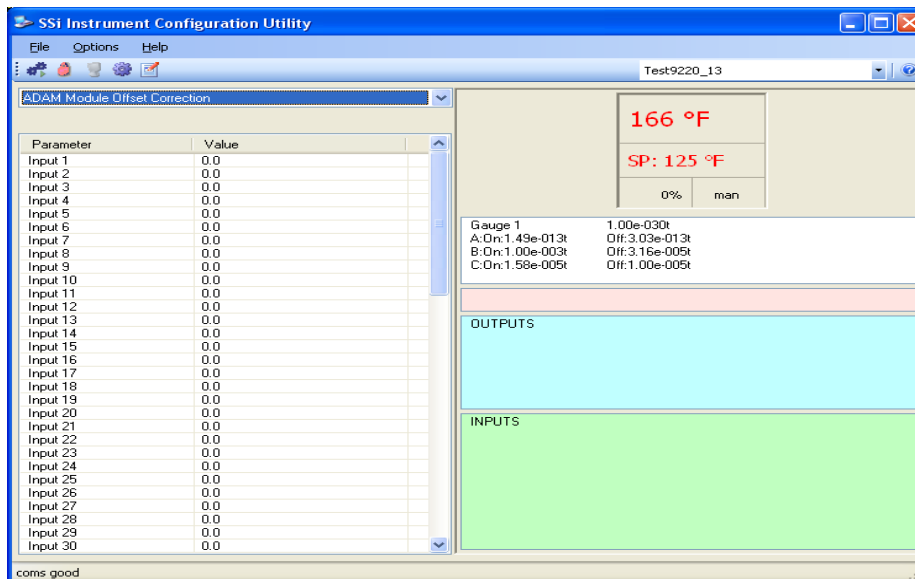 SSi Instrument Configuration Utility
File Options Help
Test9220_13
ADAM Module Offset Correction
Parameter Value
Input 1 0.0
Input 2 0.0
Input 3 0.0
Input 4 0.0
Input 5 0.0
Input 6 0.0
Input 7 0.0
Input 8 0.0
Input 9 0.0
Input 10 0.0
Input 11 0.0
Input 12 0.0
Input 13 0.0
Input 14 0.0
Input 15 0.0
Input 16 0.0
Input 17 0.0
Input 18 0.0
Input 19 0.0
Input 20 0.0
Input 21 0.0
Input 22 0.0
Input 23 0.0
Input 24 0.0
Input 25 0.0
Input 26 0.0
Input 27 0.0
Input 28 0.0
Input 29 0.0
Input 30 0.0
166 °F
SP: 125 °F
0% man
Gauge 1 1.00e-030t
A:On:1.49e-013t Off:3.03e-013t
B:On:1.00e-003t Off:3.16e-005t
C:On:1.58e-005t Off:1.00e-005t
OUTPUTS
INPUTS
coms good